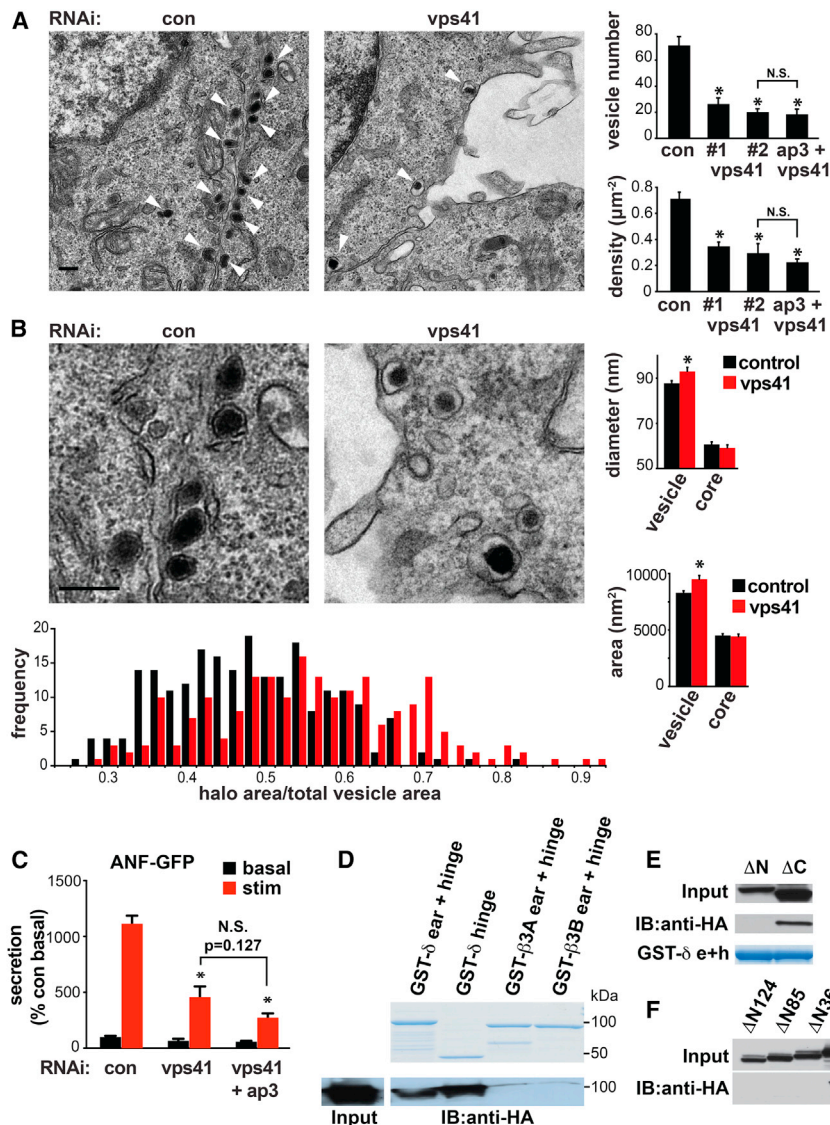 A
RNAi: con vps41
vesicle number
80
60
40
20
0
N.S.
*
*
*
con #1 #2 ap3 +
vps41 vps41
density (µm⁻²)
0.8
0.6
0.4
0.2
0
N.S.
*
*
*
con #1 #2 ap3 +
vps41 vps41
B
RNAi: con vps41
diameter (nm)
90
70
50
*
control
vps41
vesicle
core
area (nm²)
10000
5000
0
*
control
vps41
vesicle
core
frequency
20
15
10
5
0
0.3 0.4 0.5 0.6 0.7 0.8 0.9
halo area/total vesicle area
C
ANF-GFP
basal
stim
secretion
(% con basal)
1500
1000
500
0
N.S.
p=0.127
*
*
RNAi: con vps41 vps41
+ ap3
D
GST-δ ear + hinge
GST-δ hinge
GST-β3A ear + hinge
GST-β3B ear + hinge
kDa
100
50
100
Input IB:anti-HA
E
ΔN ΔC
Input
IB:anti-HA
GST-δ e+h
F
ΔN124
ΔN85
Input
IB:anti-HA